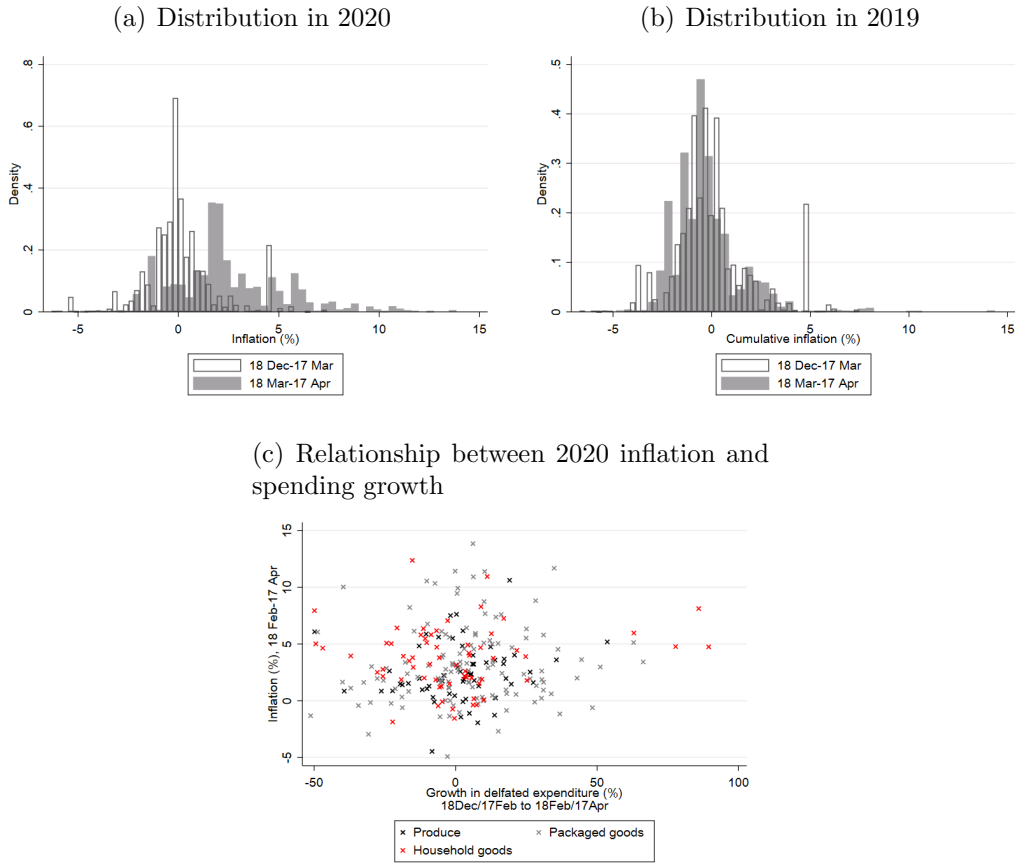 (a) Distribution in 2020
.8
.6
.4
.2
0
Density
-5
0
5
10
15
Inflation (%)
18 Dec-17 Mar
18 Mar-17 Apr
(b) Distribution in 2019
.5
.4
.3
.2
.1
0
Density
-5
0
5
10
15
Cumulative inflation (%)
18 Dec-17 Mar
18 Mar-17 Apr
(c) Relationship between 2020 inflation and
spending growth
15
10
5
0
-5
Inflation (%), 18 Feb-17 Apr
-50
0
50
100
Growth in delfated expenditure (%)
18Dec/17Feb to 18Feb/17Apr
Produce
Packaged goods
Household goods